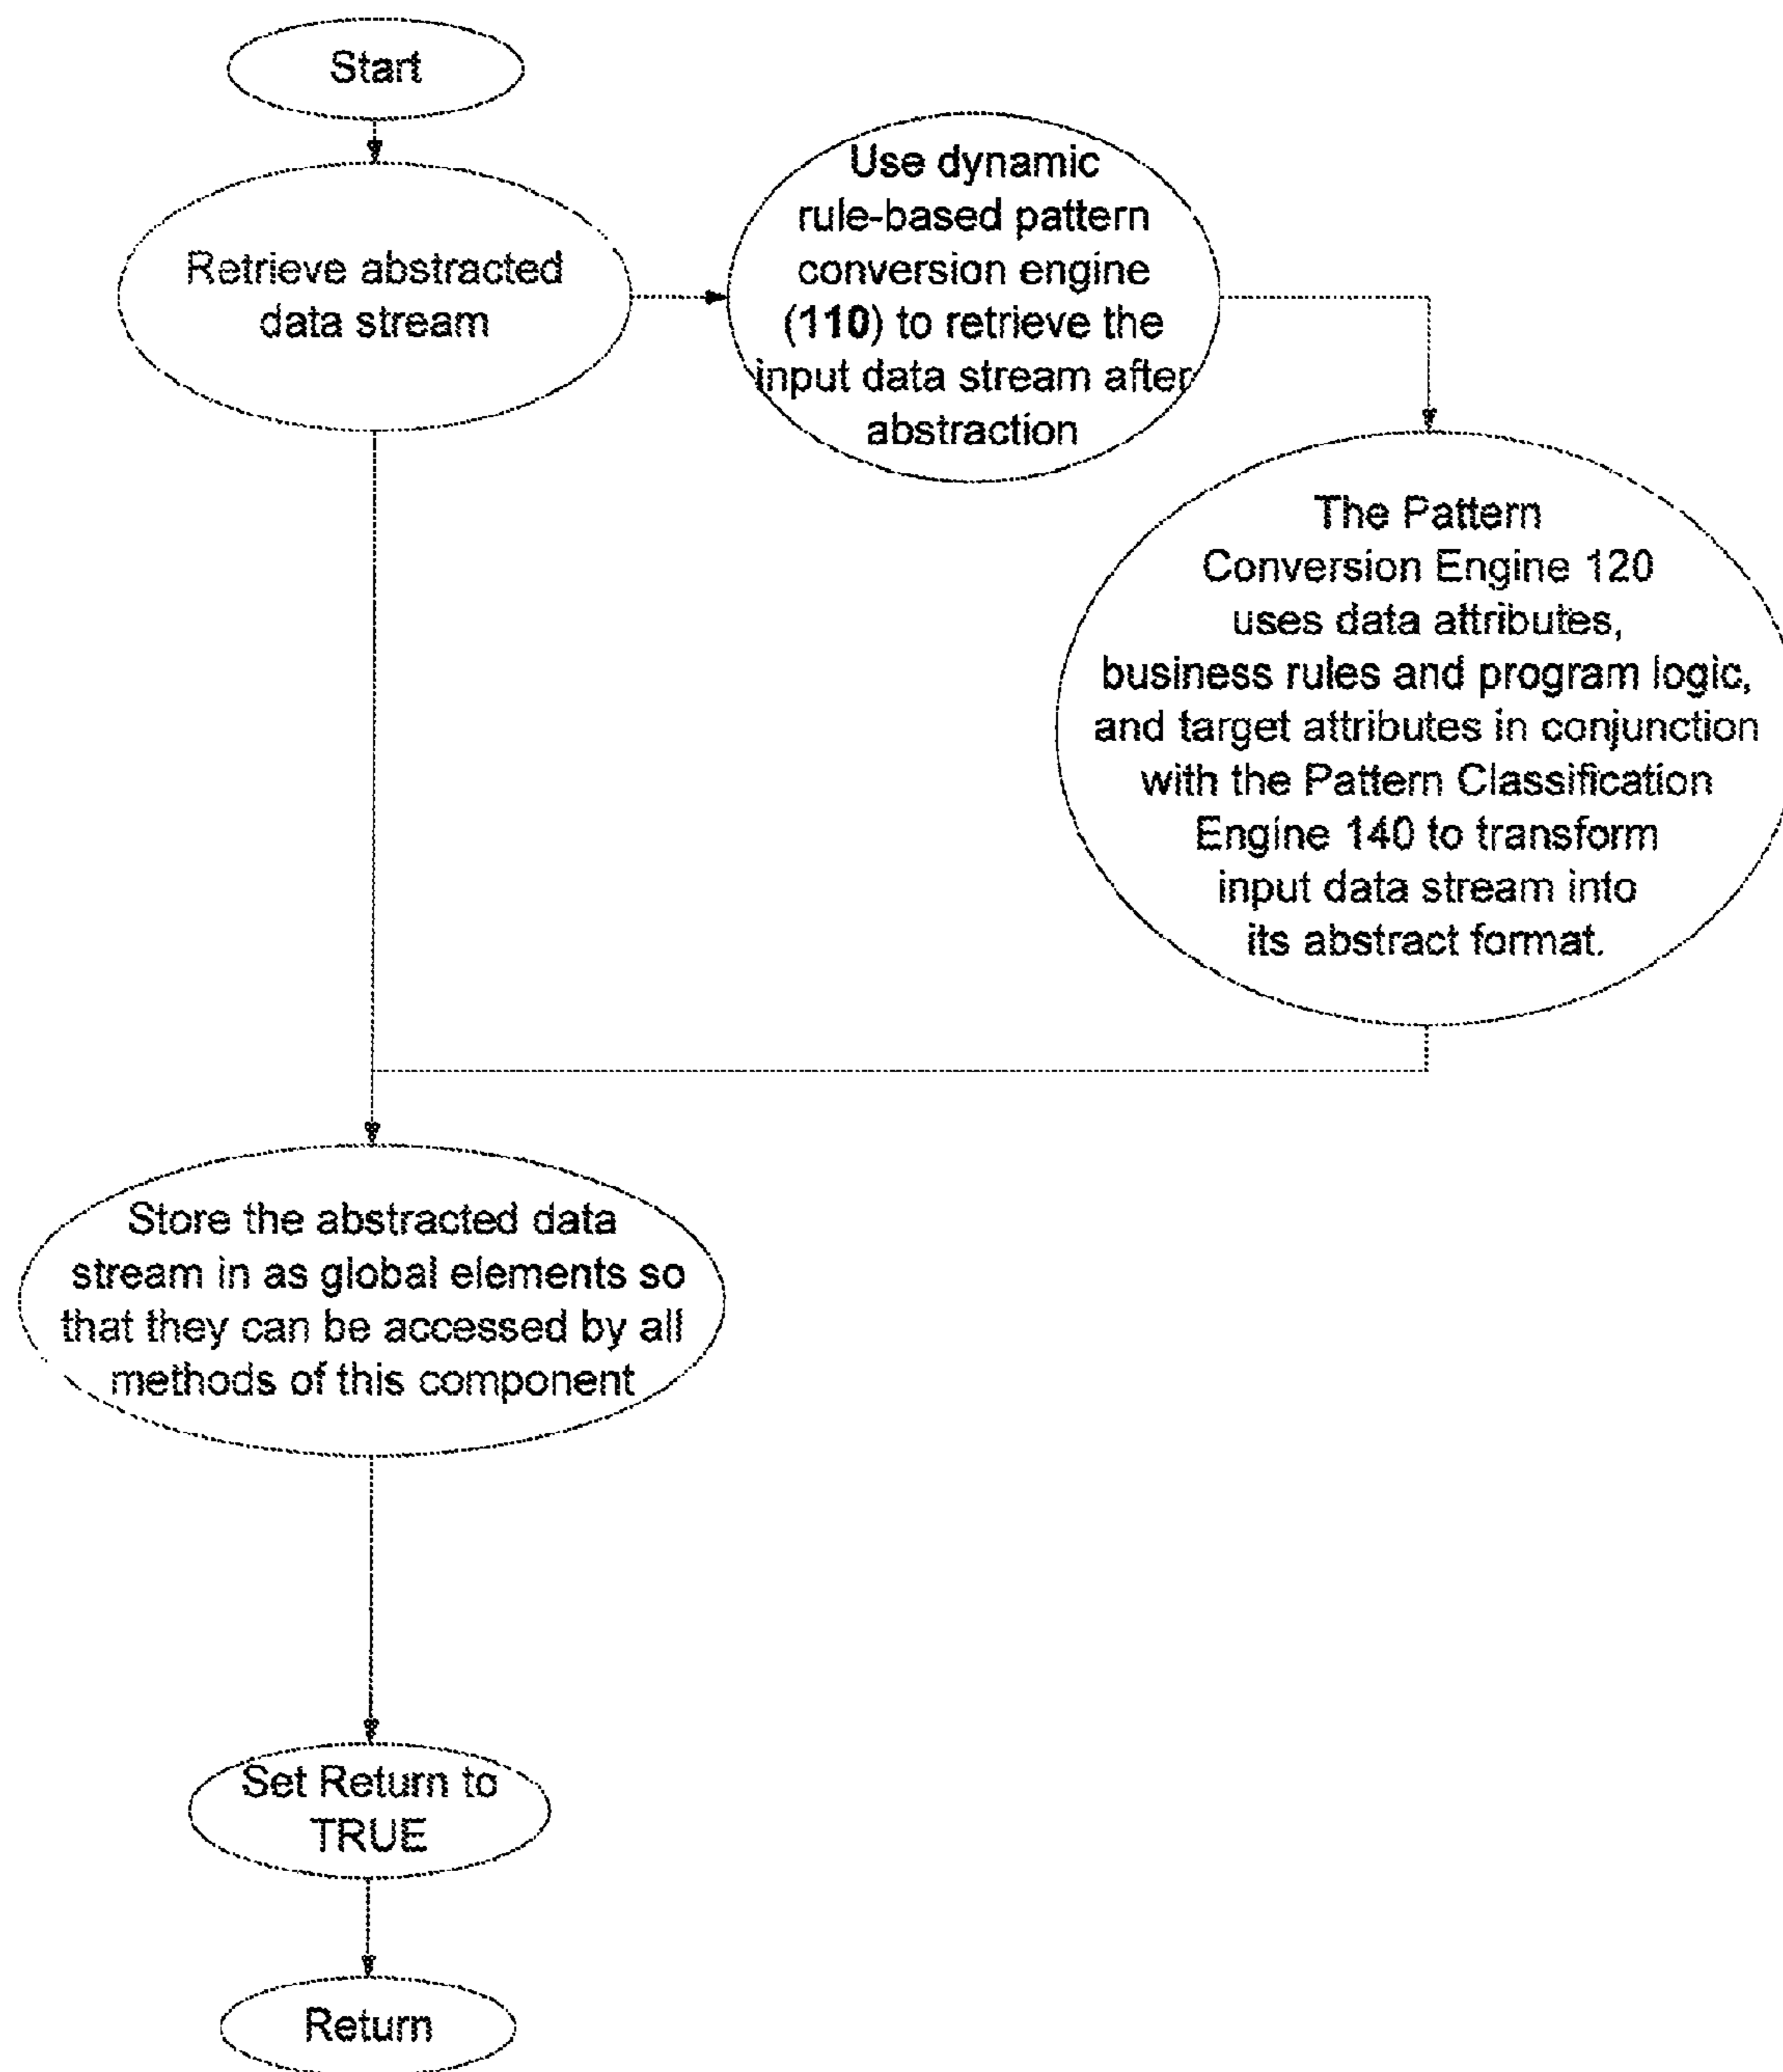 Start
Retrieve abstracted
data stream
Use dynamic
rule-based pattern
conversion engine
(110) to retrieve the
input data stream after
abstraction
The Pattern
Conversion Engine 120
uses data attributes,
business rules and program logic,
and target attributes in conjunction
with the Pattern Classification
Engine 140 to transform
input data stream into
its abstract format.
Store the abstracted data
stream in as global elements so
that they can be accessed by all
methods of this component
Set Return to
TRUE
Return